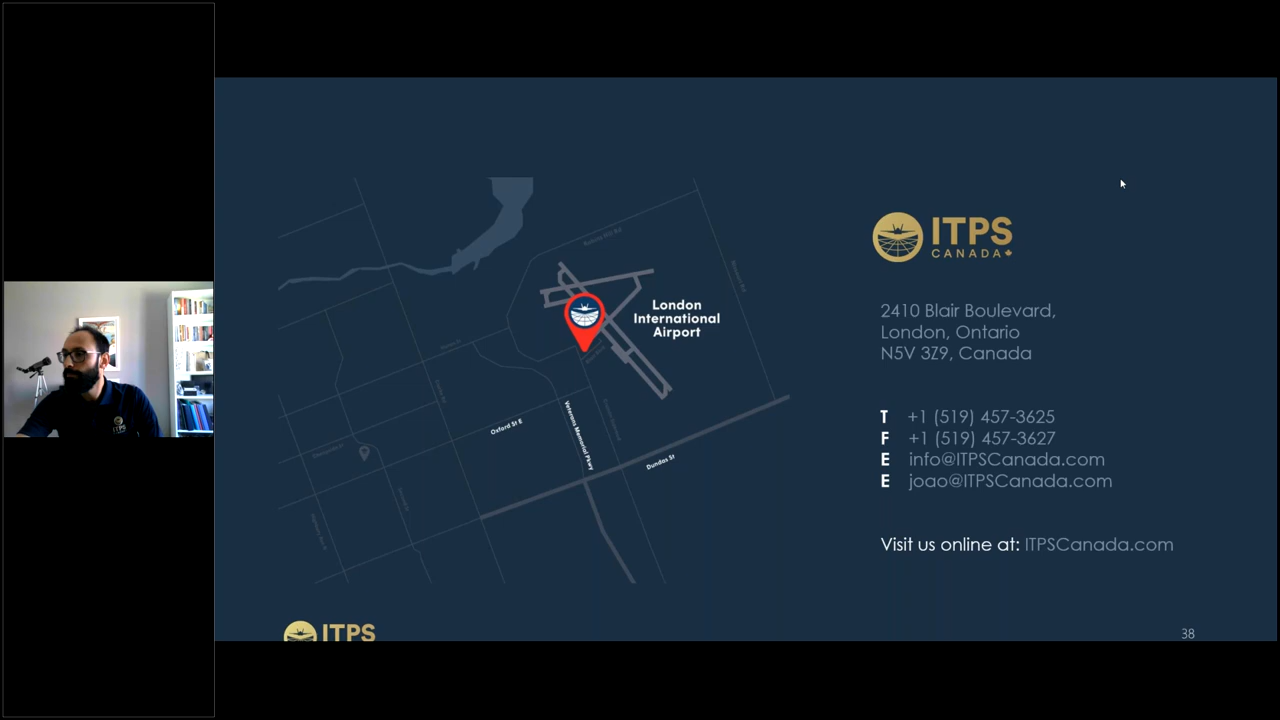 ITPS
CANADA
2410 Blair Boulevard,
London, Ontario
N5V 3Z9, Canada
T +1 (519) 457-3625
F +1 (519) 457-3627
E info@ITPSCanada.com
E joao@ITPSCanada.com
Visit us online at: ITPSCanada.com
London
International
Airport
Oxford St E
Veterans Memorial Pkwy
Dundas St
ITPS
ITPS
38